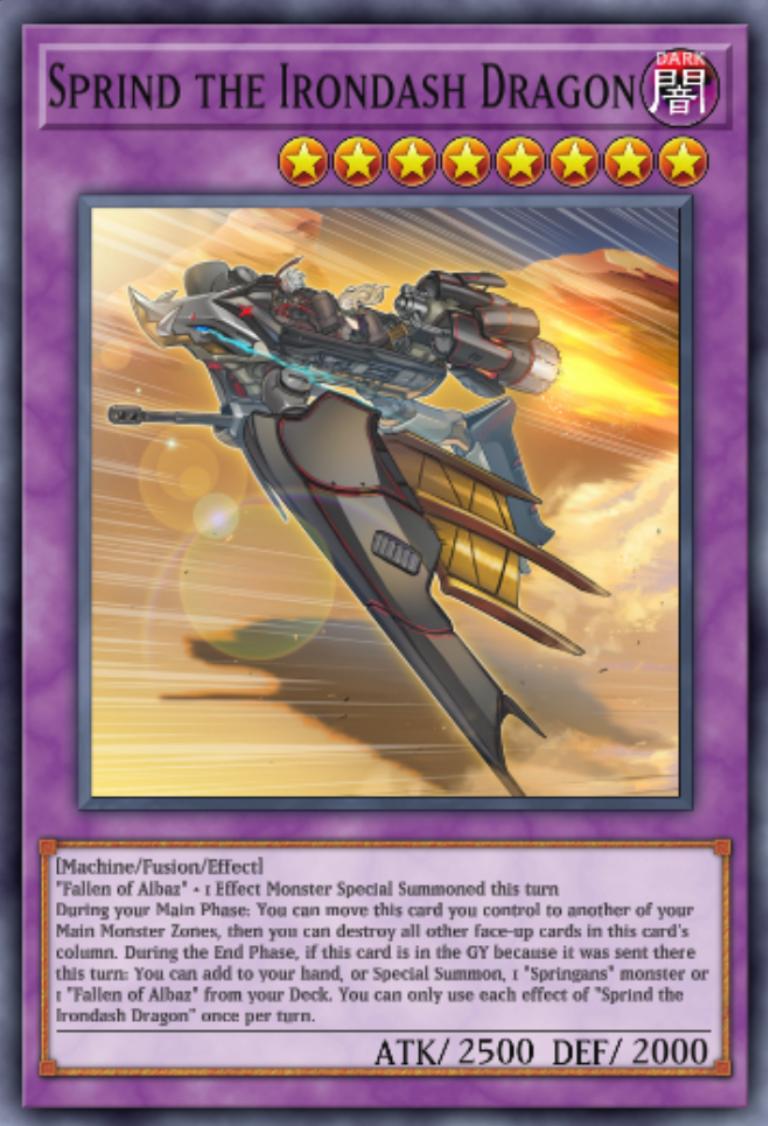 SPRIND THE IRONDASH DRAGON
DARK
闇
[Machine/Fusion/Effect]
"Fallen of Albaz" + 1 Effect Monster Special Summoned this turn
During your Main Phase: You can move this card you control to another of your
Main Monster Zones, then you can destroy all other face-up cards in this card's
column. During the End Phase, if this card is in the GY because it was sent there
this turn: You can add to your hand, or Special Summon, 1 "Springans" monster or
1 "Fallen of Albaz" from your Deck. You can only use each effect of "Sprind the
Irondash Dragon" once per turn.
ATK/ 2500 DEF/ 2000